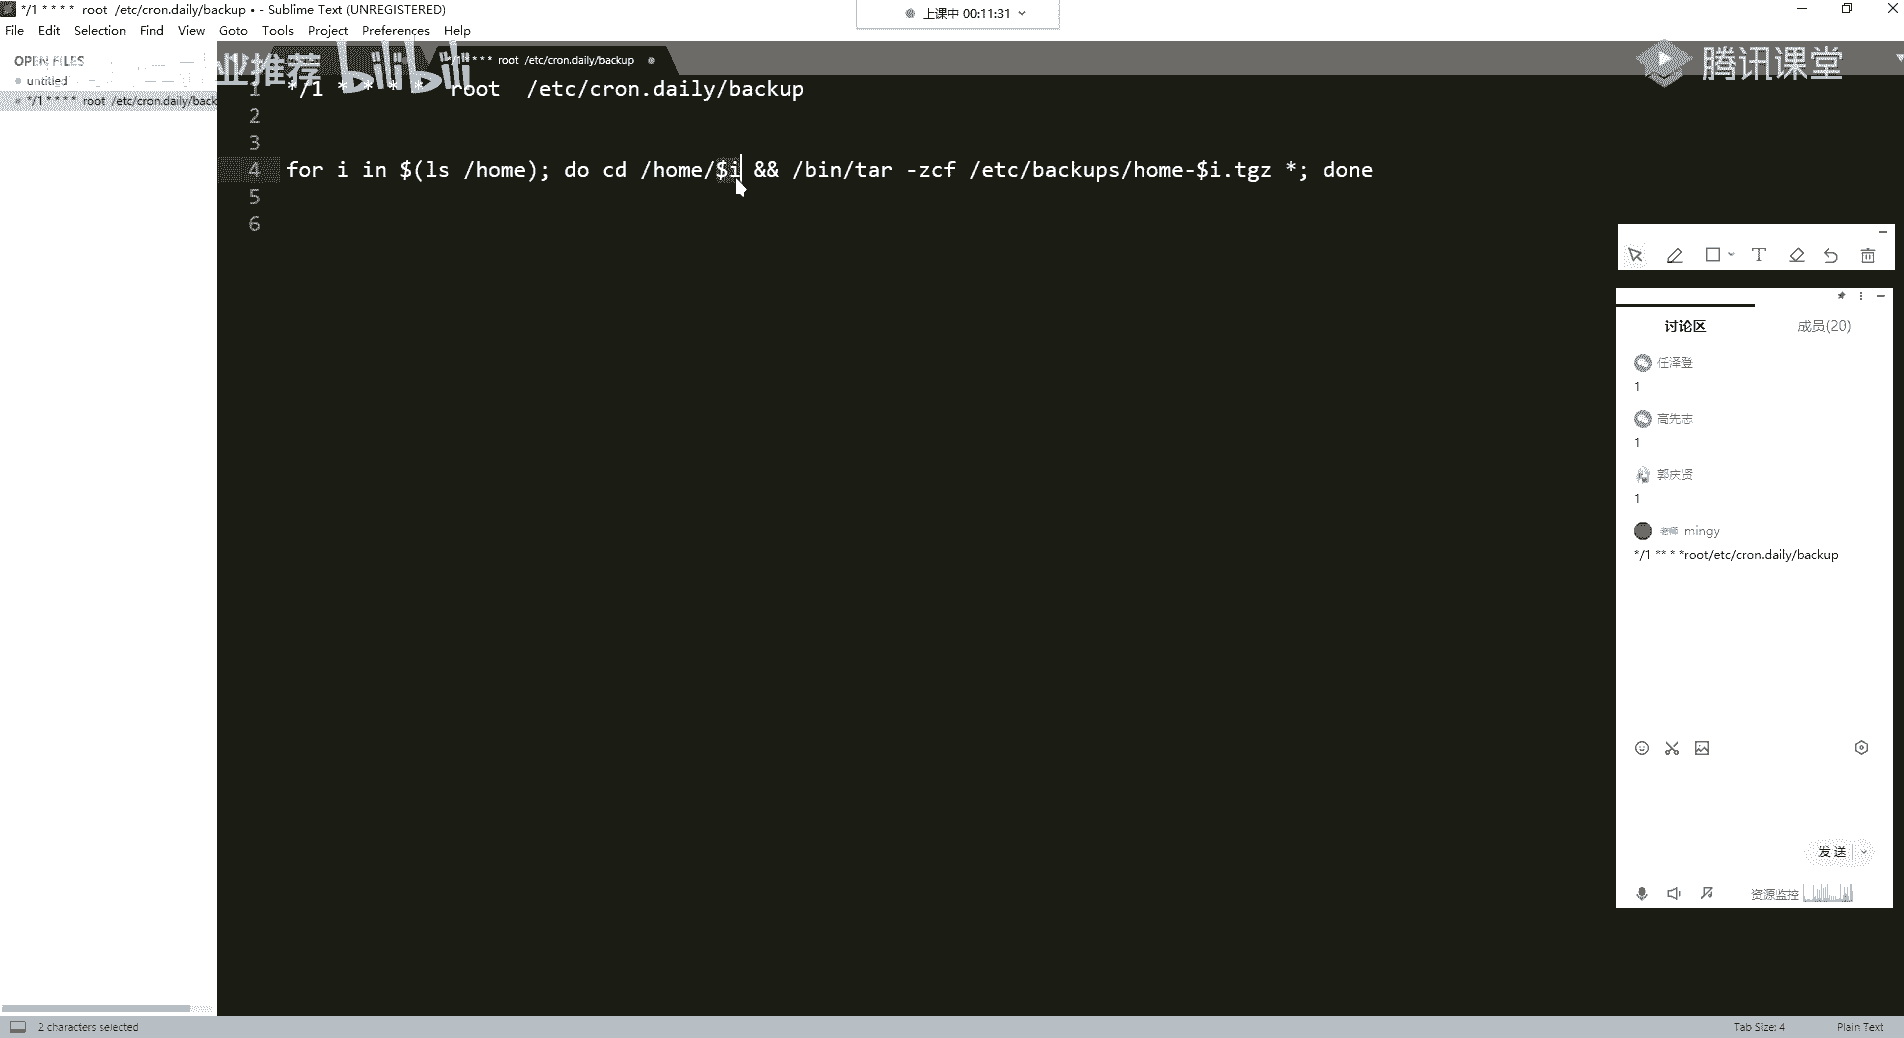 */1 * * * *  root  /etc/cron.daily/backup • - Sublime Text (UNREGISTERED)
上课中 00:11:31
File Edit Selection Find View Goto Tools Project Preferences Help
OPEN FILES
untitled
*/1 * * * *  root  /etc/cron.daily/back
业推荐 bilibili
* * * *  root  /etc/cron.daily/backup
腾讯课堂
1 */1 * * * *  root  /etc/cron.daily/backup
2
3
4 for i in $(ls /home); do cd /home/$i && /bin/tar -zcf /etc/backups/home-$i.tgz *; done
5
6
讨论区 成员(20)
任泽登
1
高先志
1
郭庆贤
1
老师 mingy
*/1 ** * *root/etc/cron.daily/backup
发送
资源监控
2 characters selected
Tab Size: 4
Plain Text